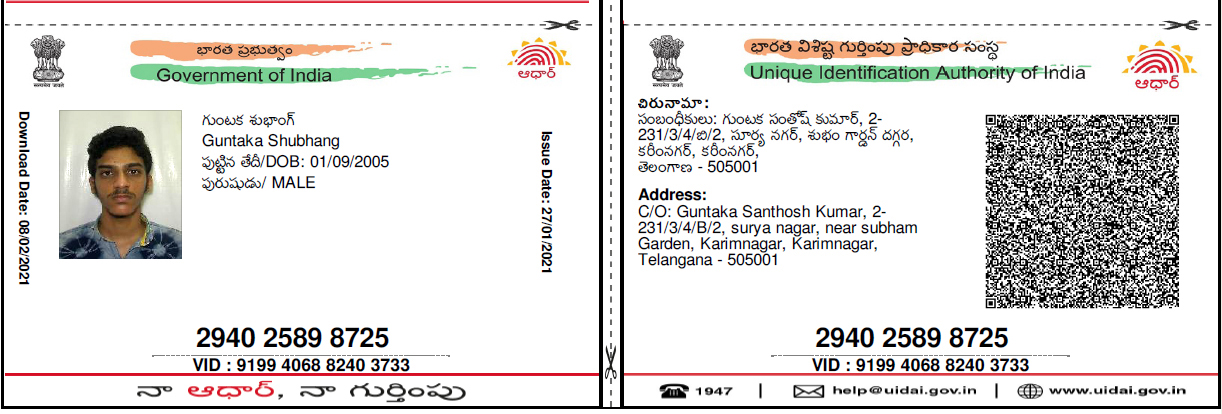 భారత ప్రభుత్వం
Government of India
ఆధార్
Download Date: 08/02/2021
గుంటక శుభాంగ్
Guntaka Shubhang
పుట్టిన తేదీ/DOB: 01/09/2005
పురుషుడు/ MALE
Issue Date: 27/01/2021
2940 2589 8725
VID : 9199 4068 8240 3733
నా ఆధార్, నా గుర్తింపు
భారత విశిష్ట గుర్తింపు ప్రాధికార సంస్థ
Unique Identification Authority of India
ఆధార్
చిరునామా:
సంబంధీకులు: గుంటక సంతోష్ కుమార్, 2-
231/3/4/బి/2, సూర్య నగర్, శుభం గార్డన్ దగ్గర,
కరీంనగర్, కరీంనగర్,
తెలంగాణ - 505001
Address:
C/O: Guntaka Santhosh Kumar, 2-
231/3/4/B/2, surya nagar, near subham
Garden, Karimnagar, Karimnagar,
Telangana - 505001
2940 2589 8725
VID : 9199 4068 8240 3733
1947 | help@uidai.gov.in | www.uidai.gov.in